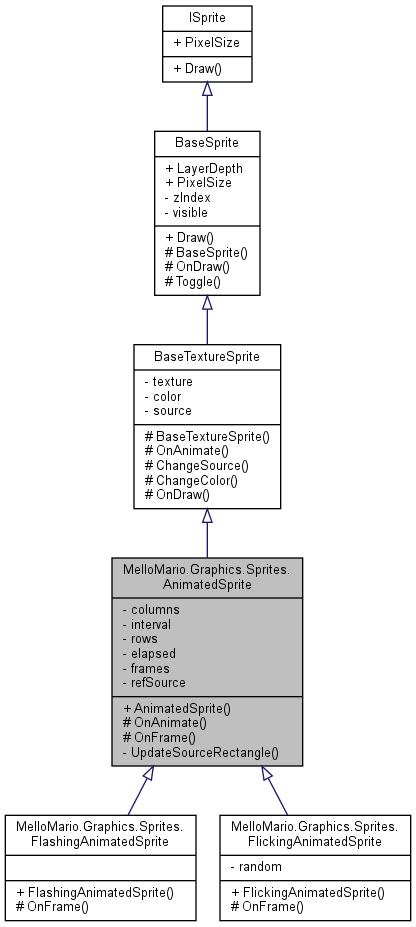 ISprite
+ PixelSize
+ Draw()
BaseSprite
+ LayerDepth
+ PixelSize
- zIndex
- visible
+ Draw()
# BaseSprite()
# OnDraw()
# Toggle()
BaseTextureSprite
- texture
- color
- source
# BaseTextureSprite()
# OnAnimate()
# ChangeSource()
# ChangeColor()
# OnDraw()
MelloMario.Graphics.Sprites.
AnimatedSprite
- columns
- interval
- rows
- elapsed
- frames
- refSource
+ AnimatedSprite()
# OnAnimate()
# OnFrame()
- UpdateSourceRectangle()
MelloMario.Graphics.Sprites.
FlashingAnimatedSprite
+ FlashingAnimatedSprite()
# OnFrame()
MelloMario.Graphics.Sprites.
FlickingAnimatedSprite
- random
+ FlickingAnimatedSprite()
# OnFrame()